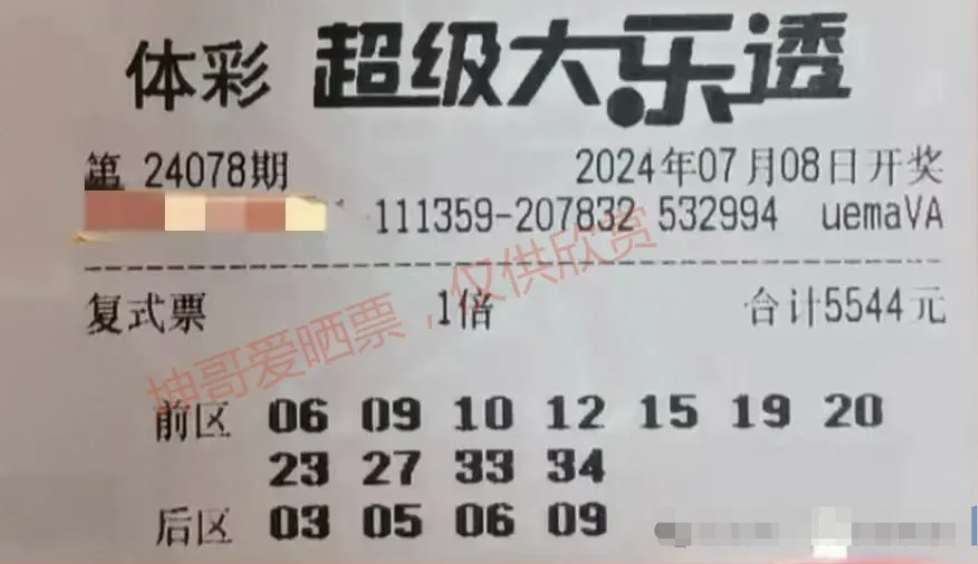 体彩 超级大乐透
第 24078期 2024年07月08日开奖
111359-207832 532994 uemaVA
复式票 1倍 合计5544元
坤哥爱晒票，仅供欣赏
前区 06 09 10 12 15 19 20
23 27 33 34
后区 03 05 06 09